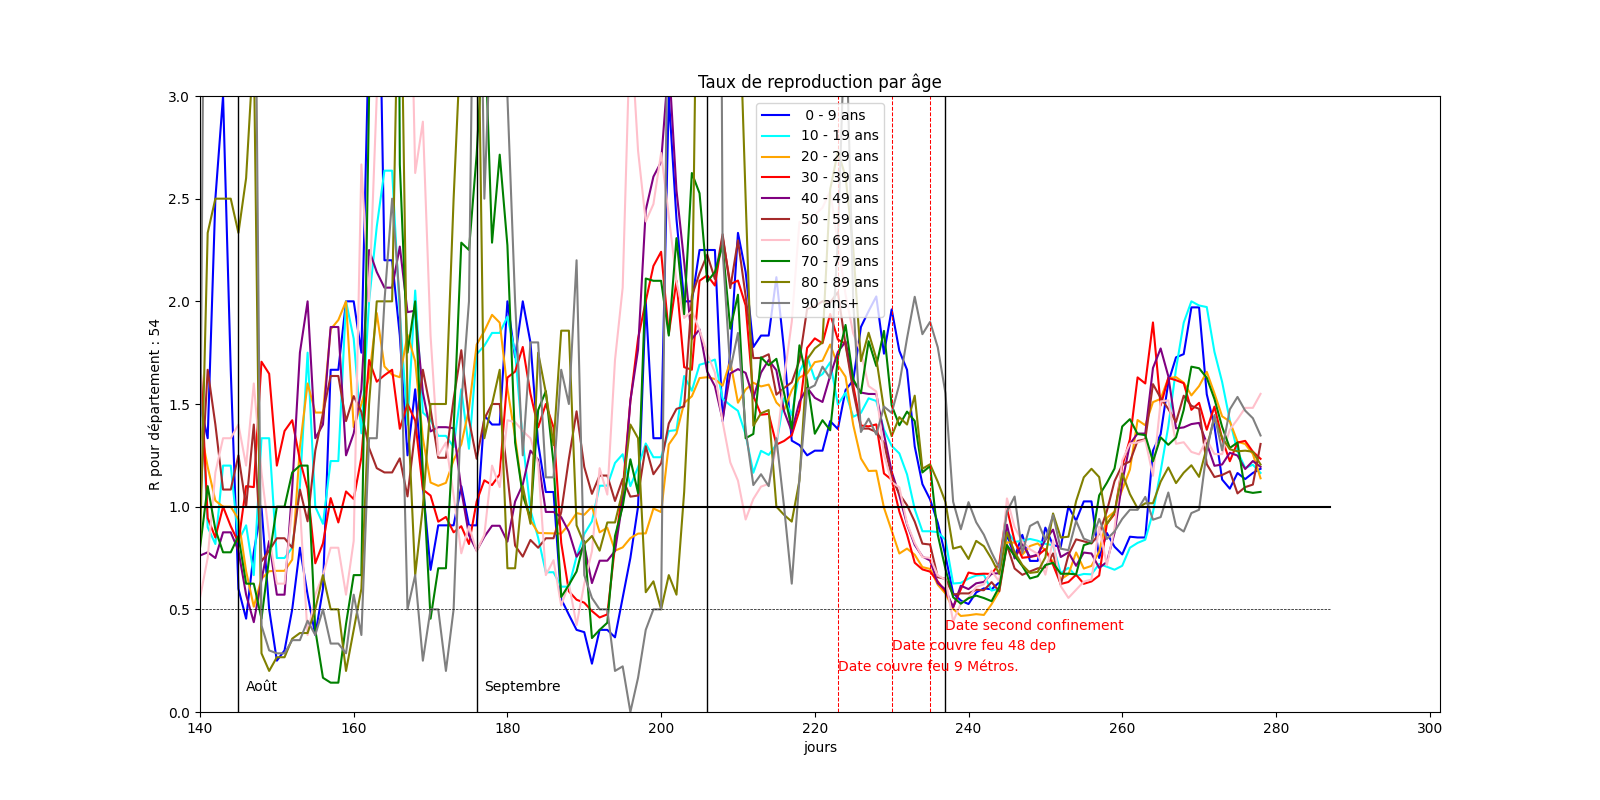 Taux de reproduction par âge
R pour département : 54
3.0
2.5
2.0
1.5
1.0
0.5
0.0
0 - 9 ans
10 - 19 ans
20 - 29 ans
30 - 39 ans
40 - 49 ans
50 - 59 ans
60 - 69 ans
70 - 79 ans
80 - 89 ans
90 ans+
Date second confinement
Date couvre feu 48 dep
Date couvre feu 9 Métros.
Août
Septembre
140 160 180 200 220 240 260 280 300
jours